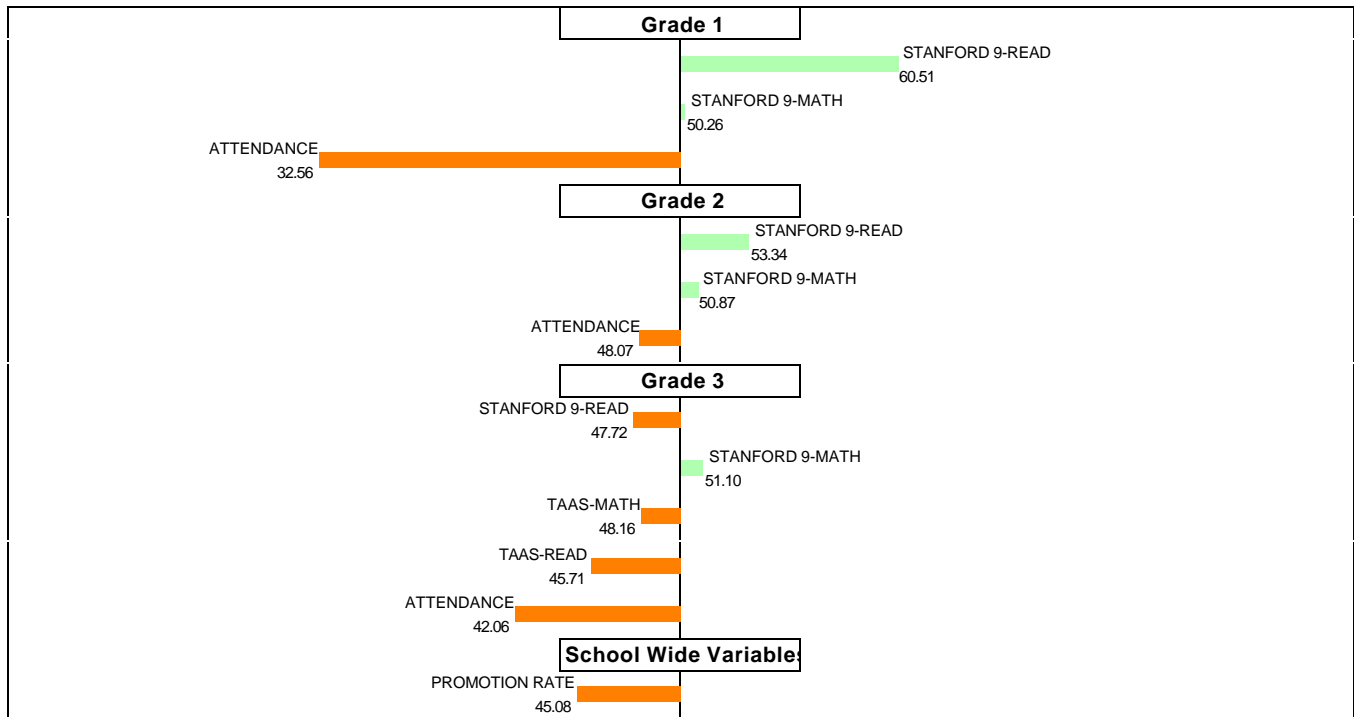 Grade 1
STANFORD 9-READ
60.51
STANFORD 9-MATH
50.26
ATTENDANCE
32.56
Grade 2
STANFORD 9-READ
53.34
STANFORD 9-MATH
50.87
ATTENDANCE
48.07
Grade 3
STANFORD 9-READ
47.72
STANFORD 9-MATH
51.10
TAAS-MATH
48.16
TAAS-READ
45.71
ATTENDANCE
42.06
School Wide Variables
PROMOTION RATE
45.08